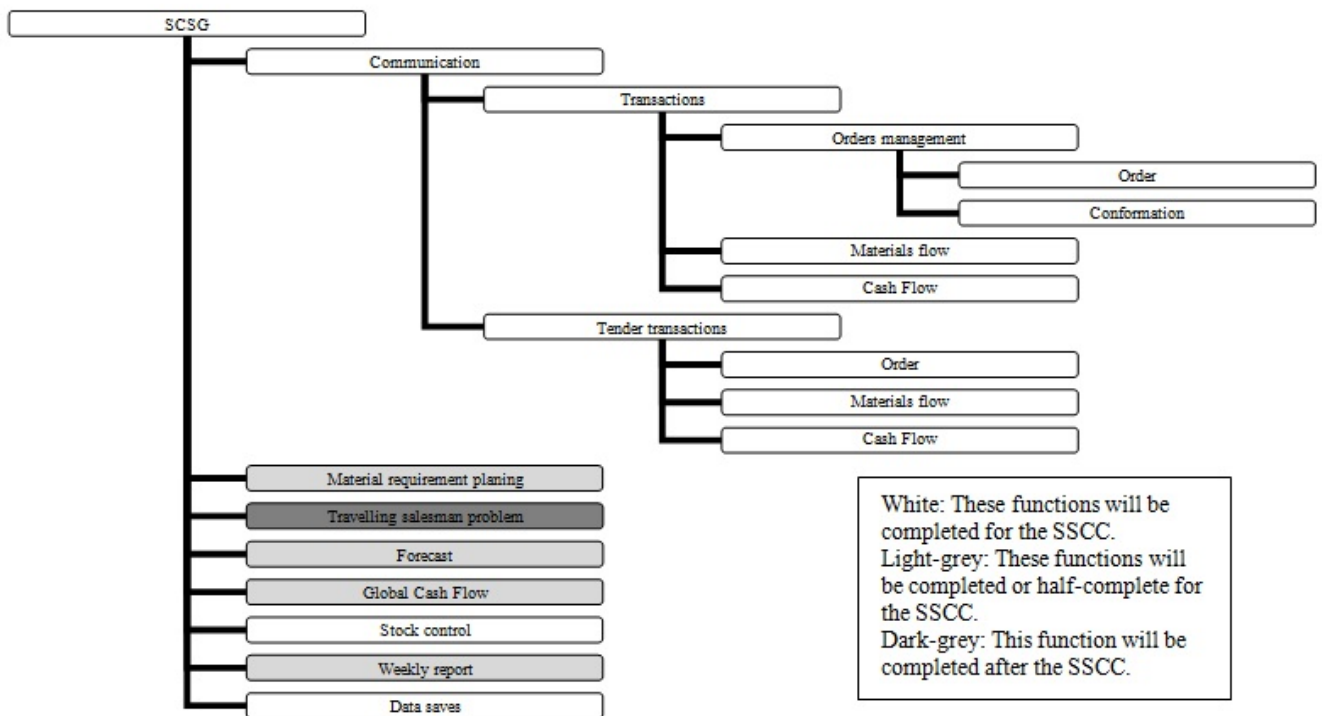 SCSG
Communication
Transactions
Orders management
Order
Conformation
Materials flow
Cash Flow
Tender transactions
Order
Materials flow
Cash Flow
Material requirement planing
Travelling salesman problem
Forecast
Global Cash Flow
Stock control
Weekly report
Data saves
White: These functions will be
completed for the SSCC.
Light-grey: These functions will
be completed or half-complete for
the SSCC.
Dark-grey: This function will be
completed after the SSCC.